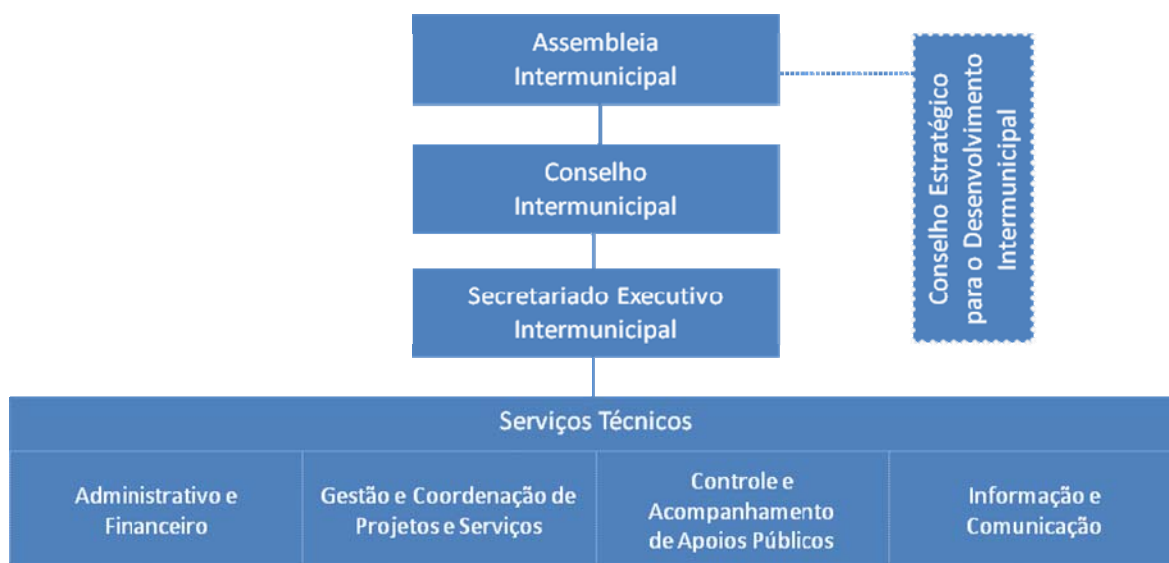 Assembleia
Intermunicipal
Conselho Estratégico
para o Desenvolvimento
Intermunicipal
Conselho
Intermunicipal
Secretariado Executivo
Intermunicipal
Serviços Técnicos
Administrativo e
Financeiro
Gestão e Coordenação de
Projetos e Serviços
Controle e
Acompanhamento
de Apoios Públicos
Informação e
Comunicação